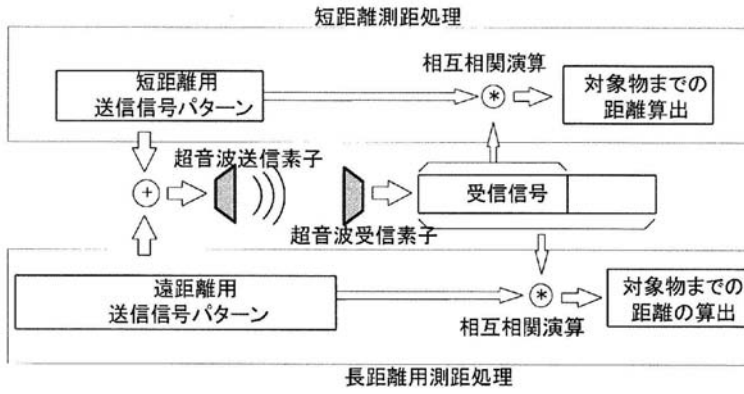 短距離測距処理
相互相関演算
短距離用
送信信号パターン
*
対象物までの
距離算出
超音波送信素子
+
受信信号
超音波受信素子
遠距離用
送信信号パターン
*
対象物までの
距離の算出
相互相関演算
長距離用測距処理